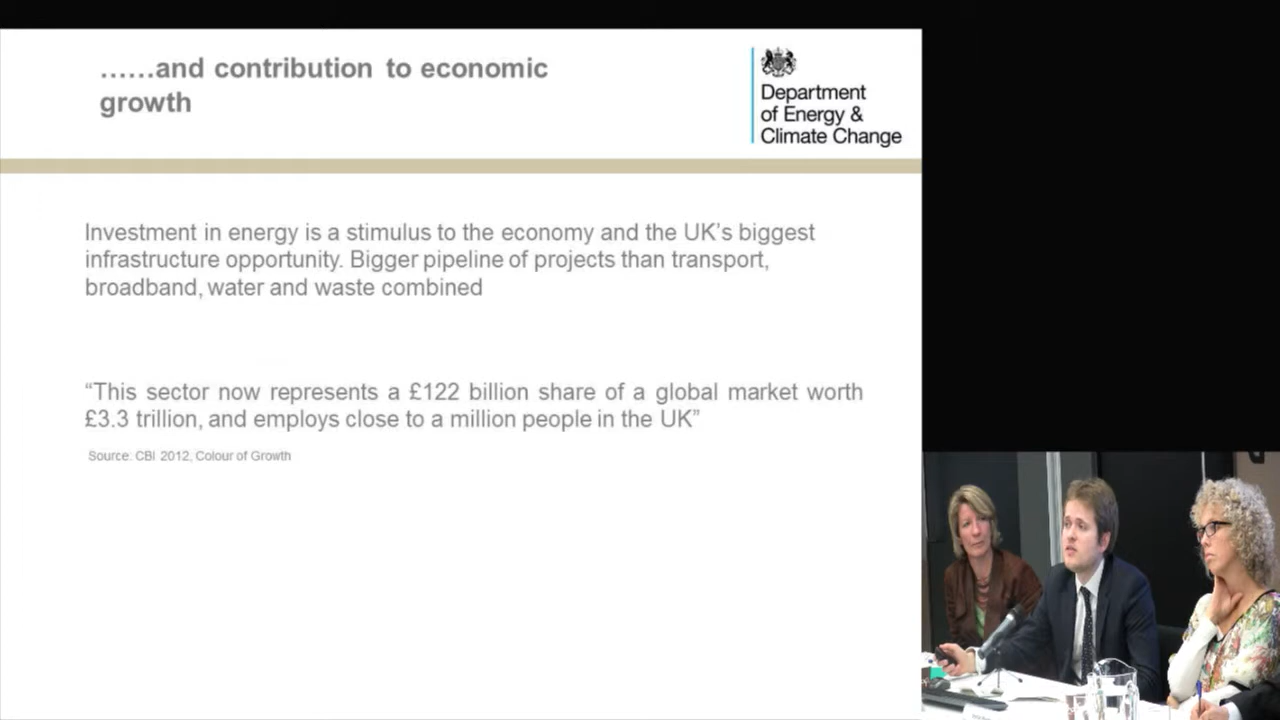 ……and contribution to economic
growth
Department
of Energy &
Climate Change
Investment in energy is a stimulus to the economy and the UK’s biggest
infrastructure opportunity. Bigger pipeline of projects than transport,
broadband, water and waste combined
“This sector now represents a £122 billion share of a global market worth
£3.3 trillion, and employs close to a million people in the UK”
Source: CBI 2012, Colour of Growth